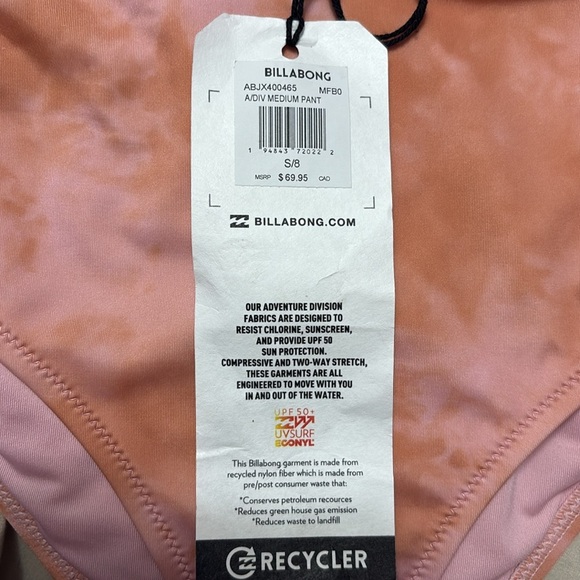 BILLABONG
ABJX400465 MFB0
A/DIV MEDIUM PANT
1 94843 72022 2
S/8
MSRP $69.95 CAD
BILLABONG.COM
OUR ADVENTURE DIVISION
FABRICS ARE DESIGNED TO
RESIST CHLORINE, SUNSCREEN,
AND PROVIDE UPF 50
SUN PROTECTION.
COMPRESSIVE AND TWO-WAY STRETCH,
THESE GARMENTS ARE ALL
ENGINEERED TO MOVE WITH YOU
IN AND OUT OF THE WATER.
UPF 50+
UVSURF
ECONYL
This Billabong garment is made from
recycled nylon fiber which is made from
pre/post consumer waste that:
*Conserves petroleum recources
*Reduces green house gas emission
*Reduces waste to landfill
RECYCLER